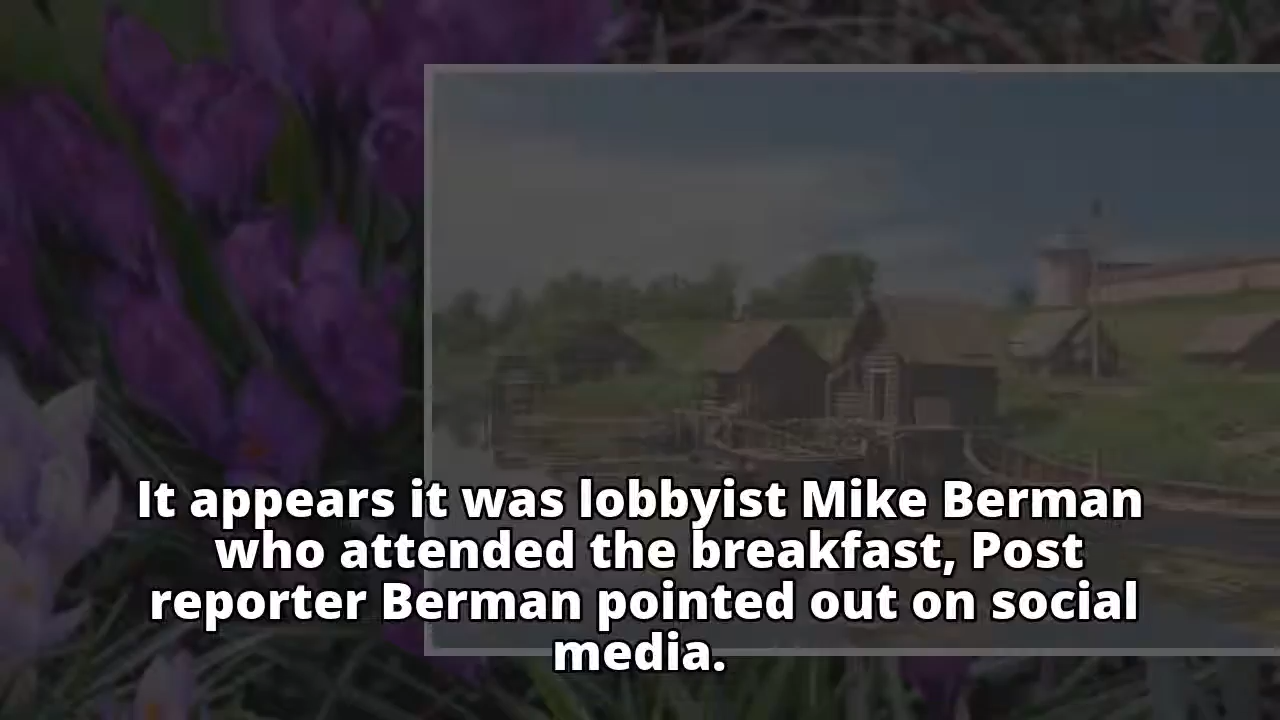 It appears it was lobbyist Mike Berman
who attended the breakfast, Post
reporter Berman pointed out on social
media.